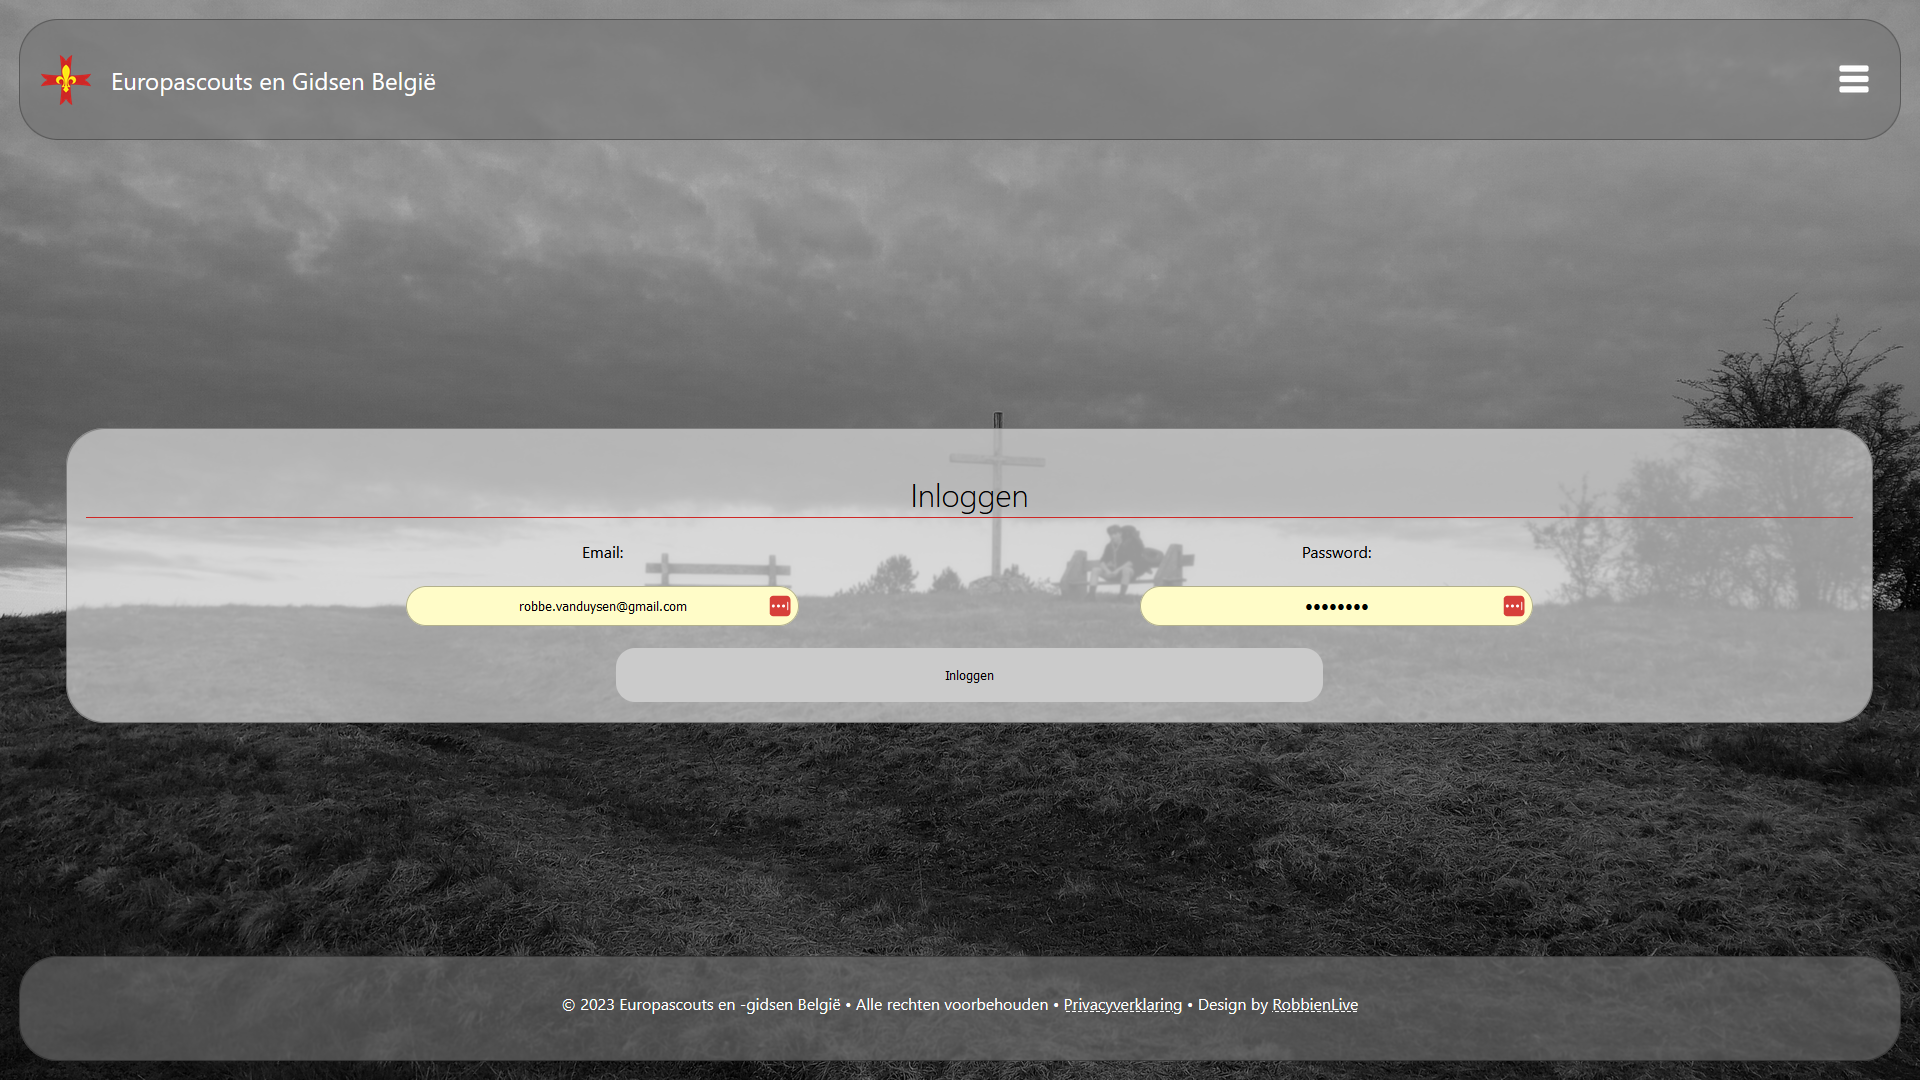 Europascouts en Gidsen België
Inloggen
Email:
Password:
robbe.vanduysen@gmail.com
••••••••
Inloggen
© 2023 Europascouts en -gidsen België • Alle rechten voorbehouden • Privacyverklaring • Design by RobbienLive